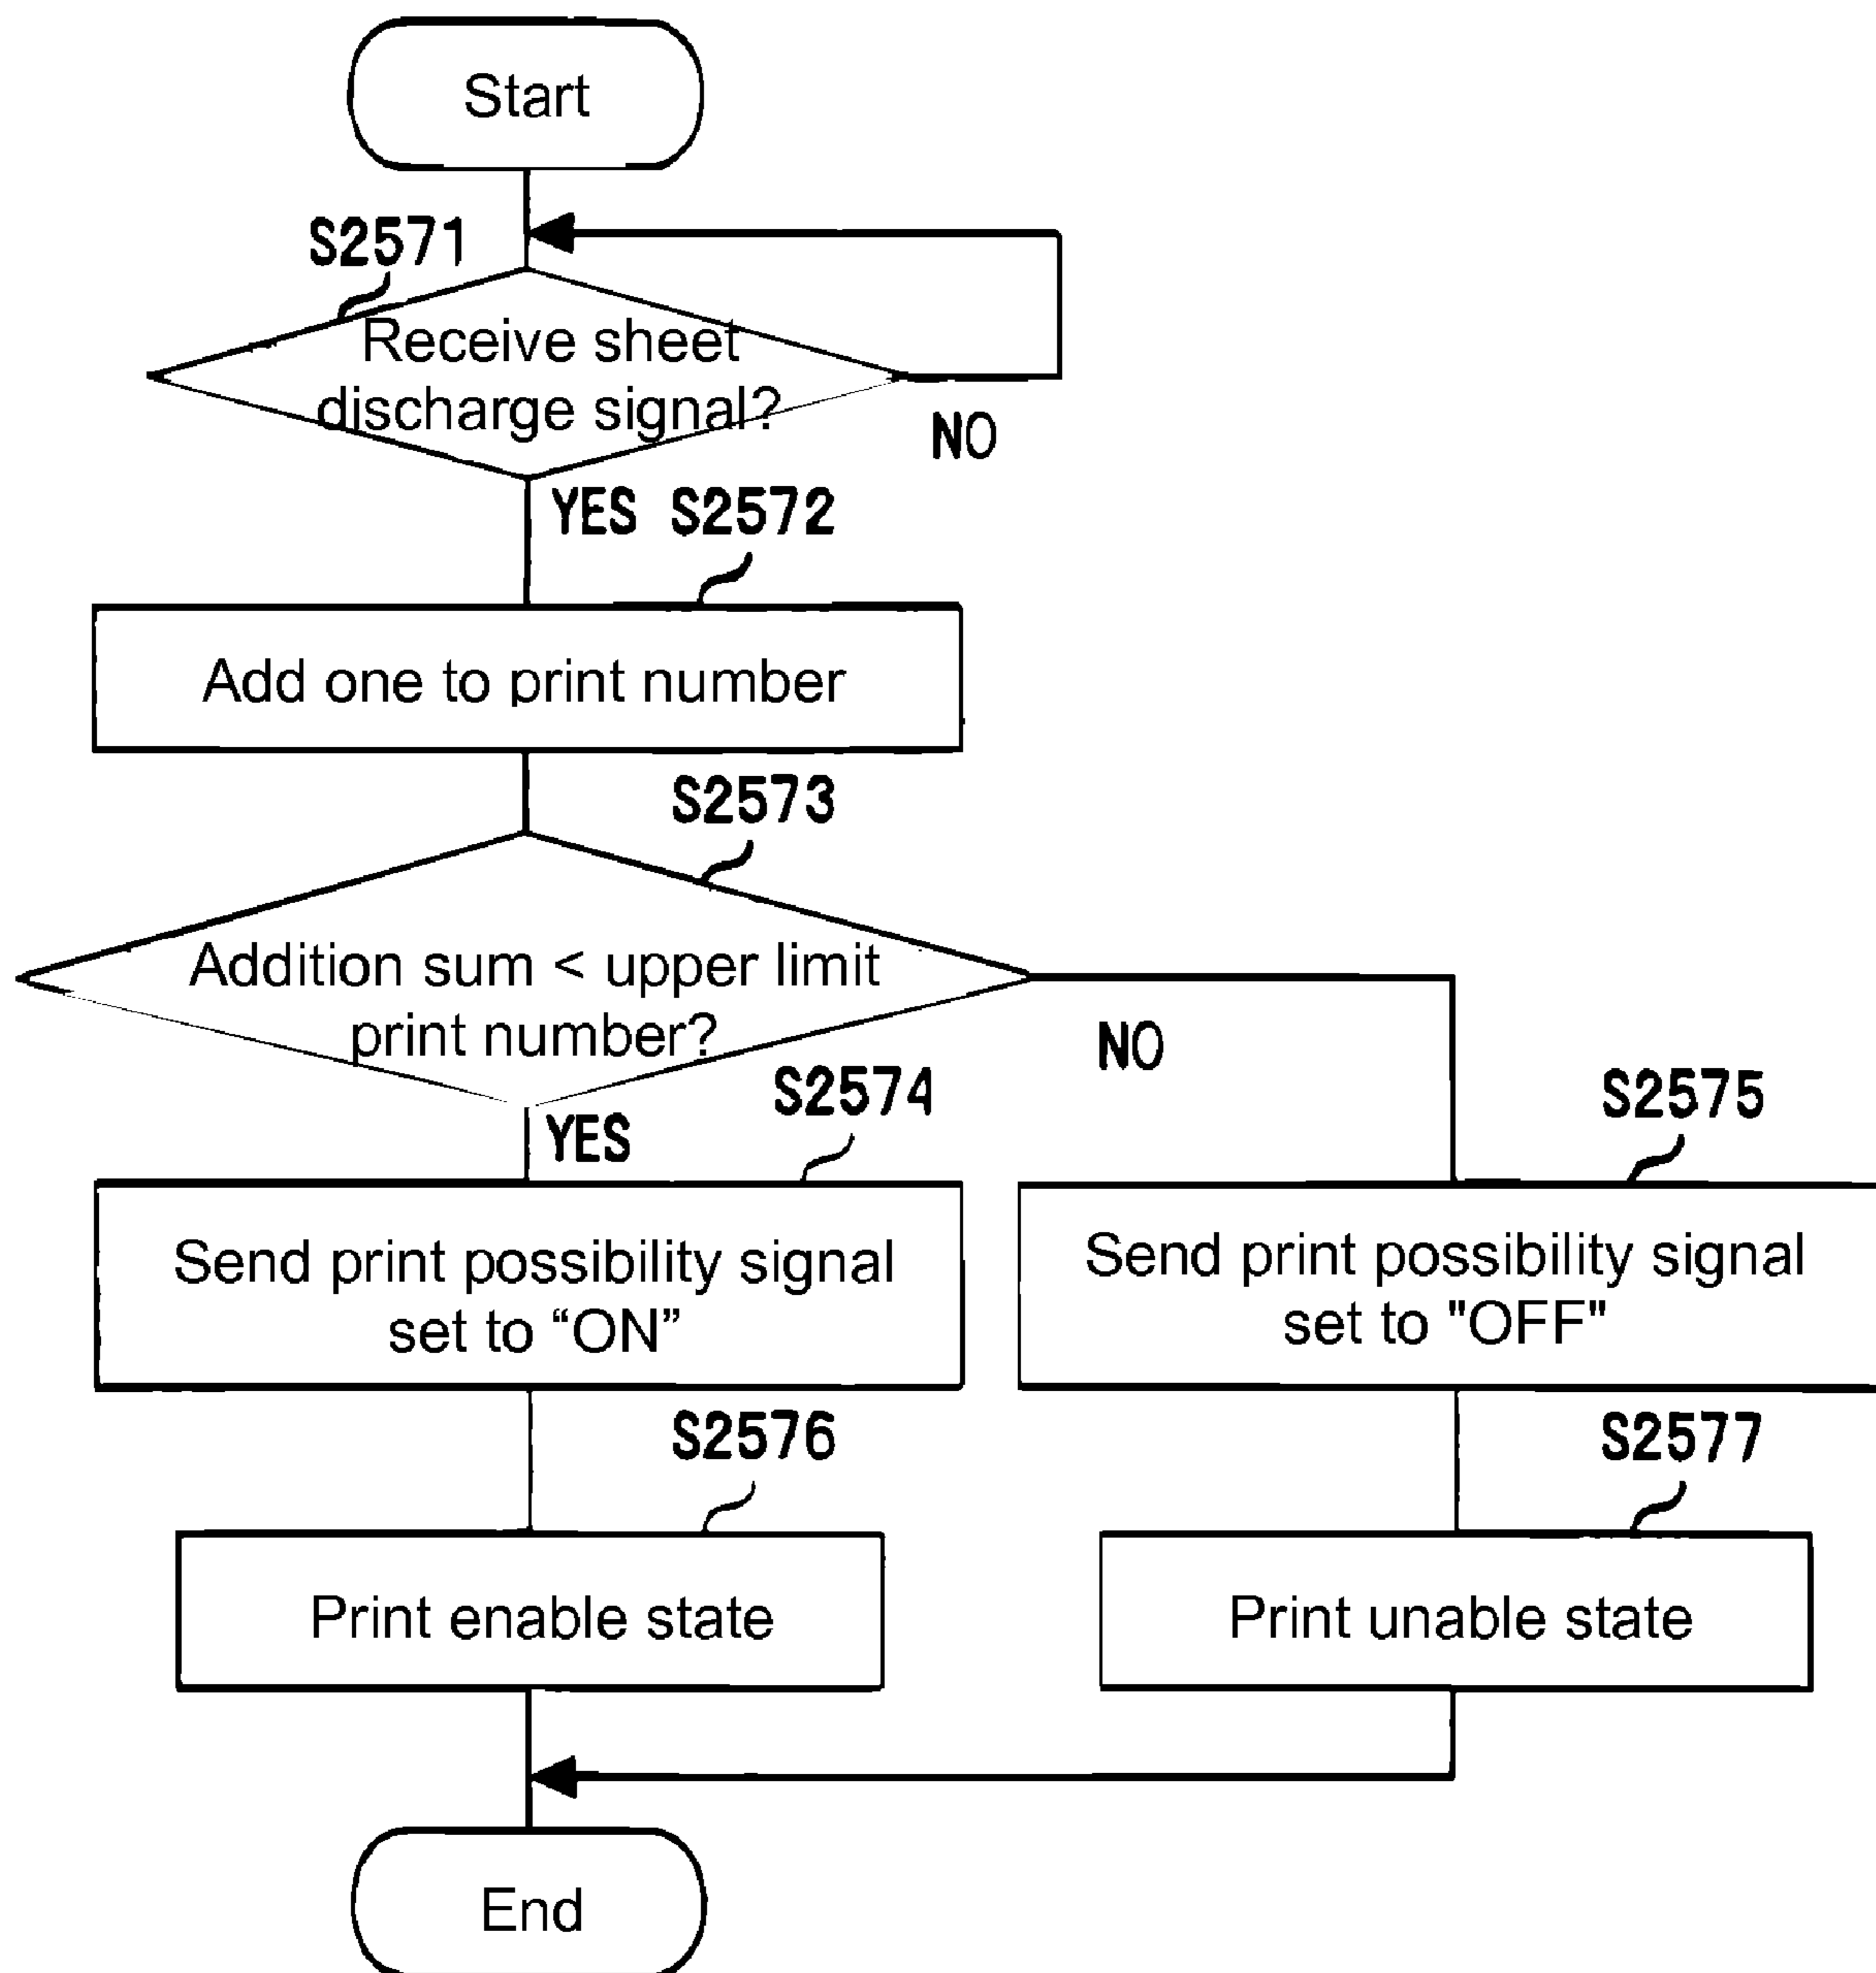 Start
S2571
Receive sheet
discharge signal?
NO
YES S2572
Add one to print number
S2573
Addition sum < upper limit
print number?
NO
YES
S2574
S2575
Send print possibility signal
set to “ON”
Send print possibility signal
set to "OFF"
S2576
S2577
Print enable state
Print unable state
End